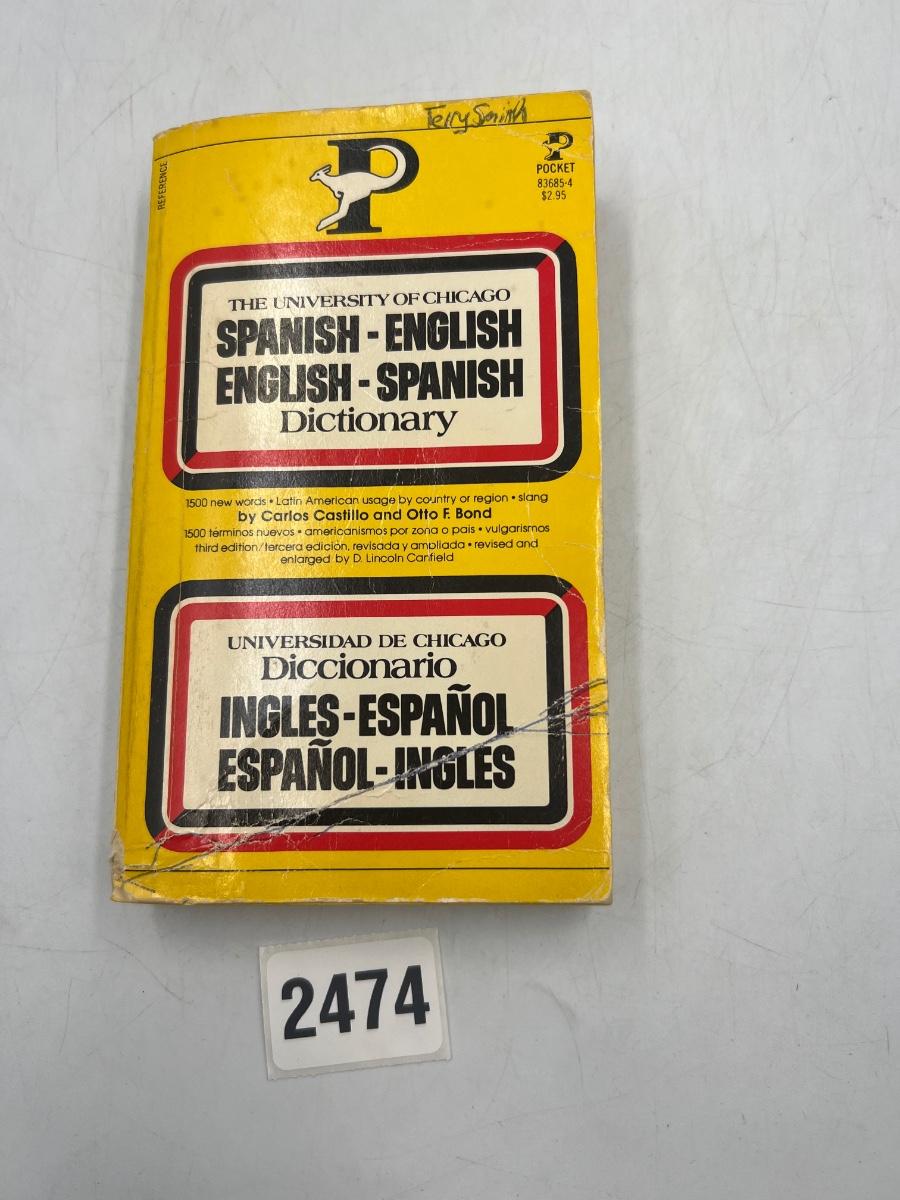 Terry Smith
REFERENCE
P
POCKET
83685-4
$2.95
THE UNIVERSITY OF CHICAGO
SPANISH-ENGLISH
ENGLISH-SPANISH
Dictionary
1500 new words • Latin American usage by country or region • slang
by Carlos Castillo and Otto F. Bond
1500 términos nuevos • americanismos por zona o pais • vulgarismos
third edition/tercera edición, revisada y ampliada • revised and
enlarged by D. Lincoln Canfield
UNIVERSIDAD DE CHICAGO
Diccionario
INGLES-ESPAÑOL
ESPAÑOL-INGLES
2474